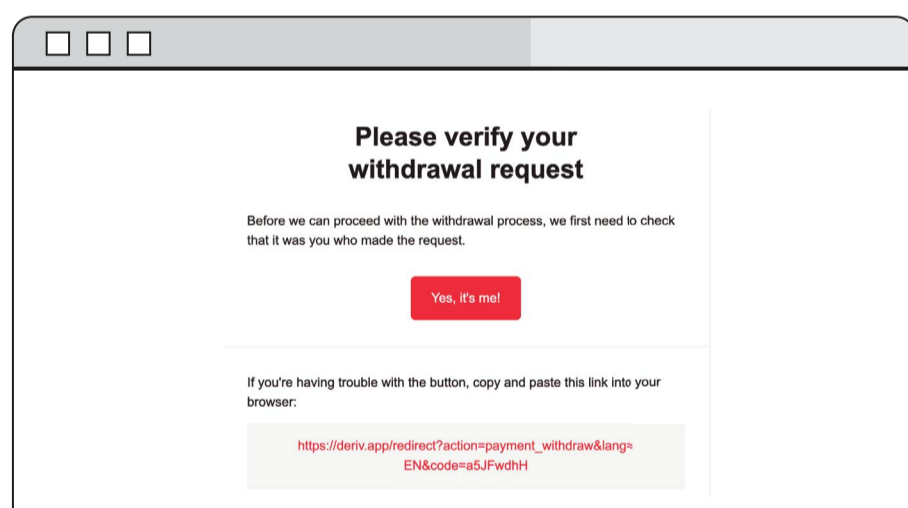 Please verify your
withdrawal request
Before we can proceed with the withdrawal process, we first need to check
that it was you who made the request.
Yes, it's me!
If you're having trouble with the button, copy and paste this link into your
browser:
https://deriv.app/redirect?action=payment_withdraw&lang=
EN&code=a5JFwdhH